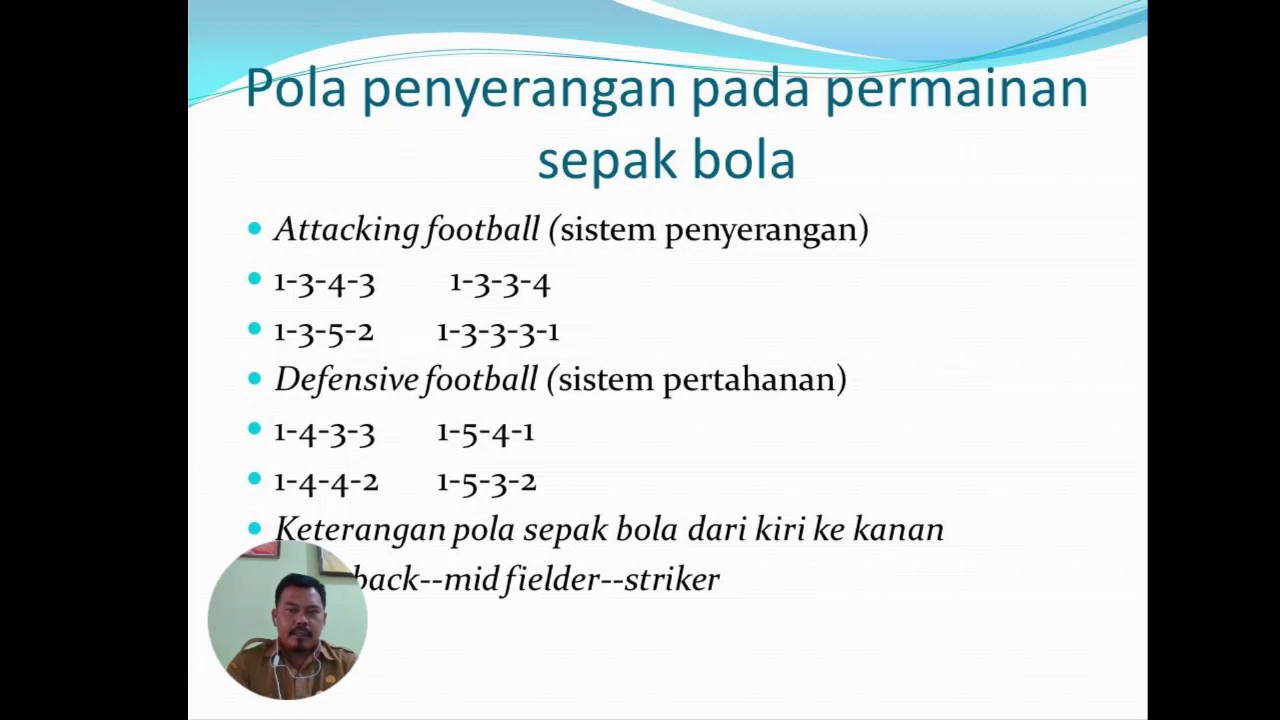 Pola penyerangan pada permainan
sepak bola
Attacking football (sistem penyerangan)
1-3-4-3 1-3-3-4
1-3-5-2 1-3-3-3-1
Defensive football (sistem pertahanan)
1-4-3-3 1-5-4-1
1-4-4-2 1-5-3-2
Keterangan pola sepak bola dari kiri ke kanan
back--mid fielder--striker